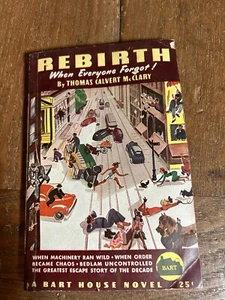 REBIRTH
When Everyone Forgot!
By THOMAS CALVERT McCLARY
WHEN MACHINERY RAN WILD • WHEN ORDER
BECAME CHAOS • BEDLAM UNCONTROLLED
THE GREATEST ESCAPE STORY OF THE DECADE
BART
A BART HOUSE NOVEL 25¢